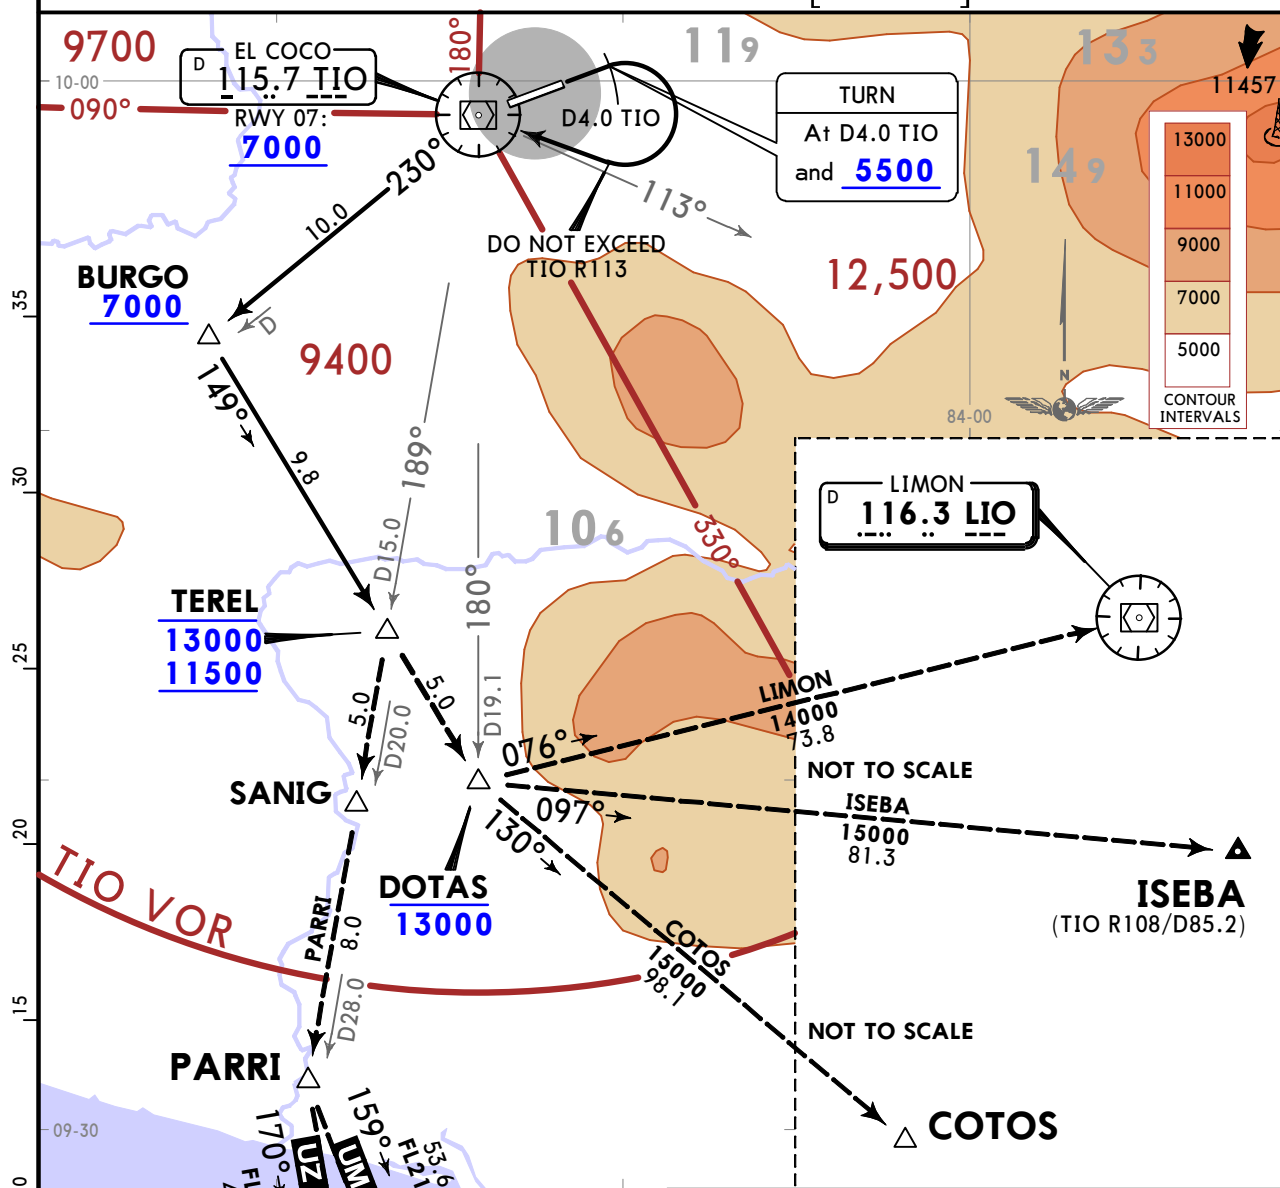 9700
180°
EL COCO
D 115.7 TIO
10-00
090°
RWY 07:
7000
119
133
11457
D4.0 TIO
TURN
At D4.0 TIO
and 5500
149
13000
11000
9000
7000
5000
CONTOUR
INTERVALS
230°
10.0
113°
DO NOT EXCEED
TIO R113
12,500
BURGO
7000
D
35
9400
N
84-00
149°
9.8
189°
D15.0
30
106
330°
D
LIMON
116.3 LIO
180°
D19.1
TEREL
13000
11500
25
5.0
5.0
D20.0
LIMON
14000
73.8
076°
NOT TO SCALE
SANIG
097°
ISEBA
15000
81.3
130°
20
TIO VOR
DOTAS
13000
ISEBA
(TIO R108/D85.2)
PARRI
8.0
COTOS
15000
98.1
D28.0
15
NOT TO SCALE
PARRI
COTOS
09-30
170°
UZ
UM
159°
53.6
FL21
FL
0